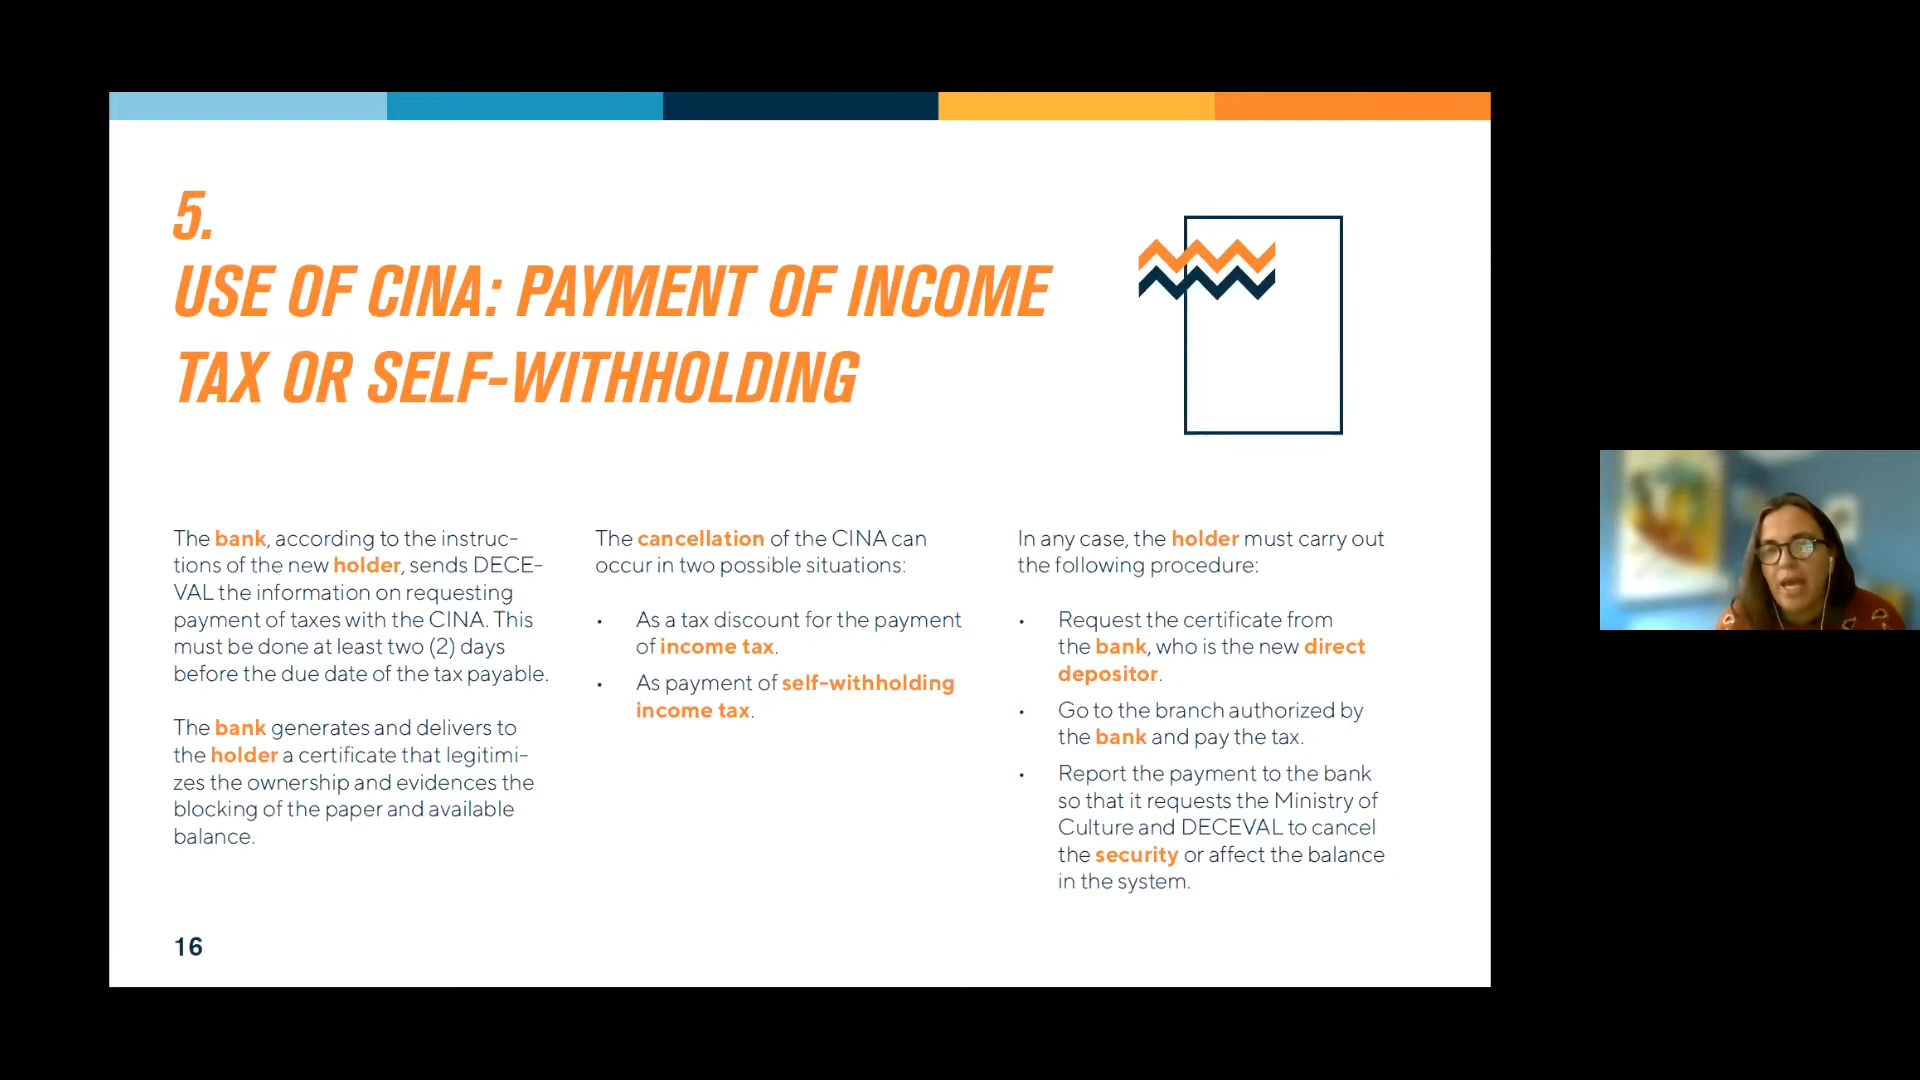 5.
USE OF CINA: PAYMENT OF INCOME
TAX OR SELF-WITHHOLDING
The bank, according to the instruc-
tions of the new holder, sends DECE-
VAL the information on requesting
payment of taxes with the CINA. This
must be done at least two (2) days
before the due date of the tax payable.
The bank generates and delivers to
the holder a certificate that legitimi-
zes the ownership and evidences the
blocking of the paper and available
balance.
The cancellation of the CINA can
occur in two possible situations:
• As a tax discount for the payment
of income tax.
• As payment of self-withholding
income tax.
In any case, the holder must carry out
the following procedure:
• Request the certificate from
the bank, who is the new direct
depositor.
• Go to the branch authorized by
the bank and pay the tax.
• Report the payment to the bank
so that it requests the Ministry of
Culture and DECEVAL to cancel
the security or affect the balance
in the system.
16